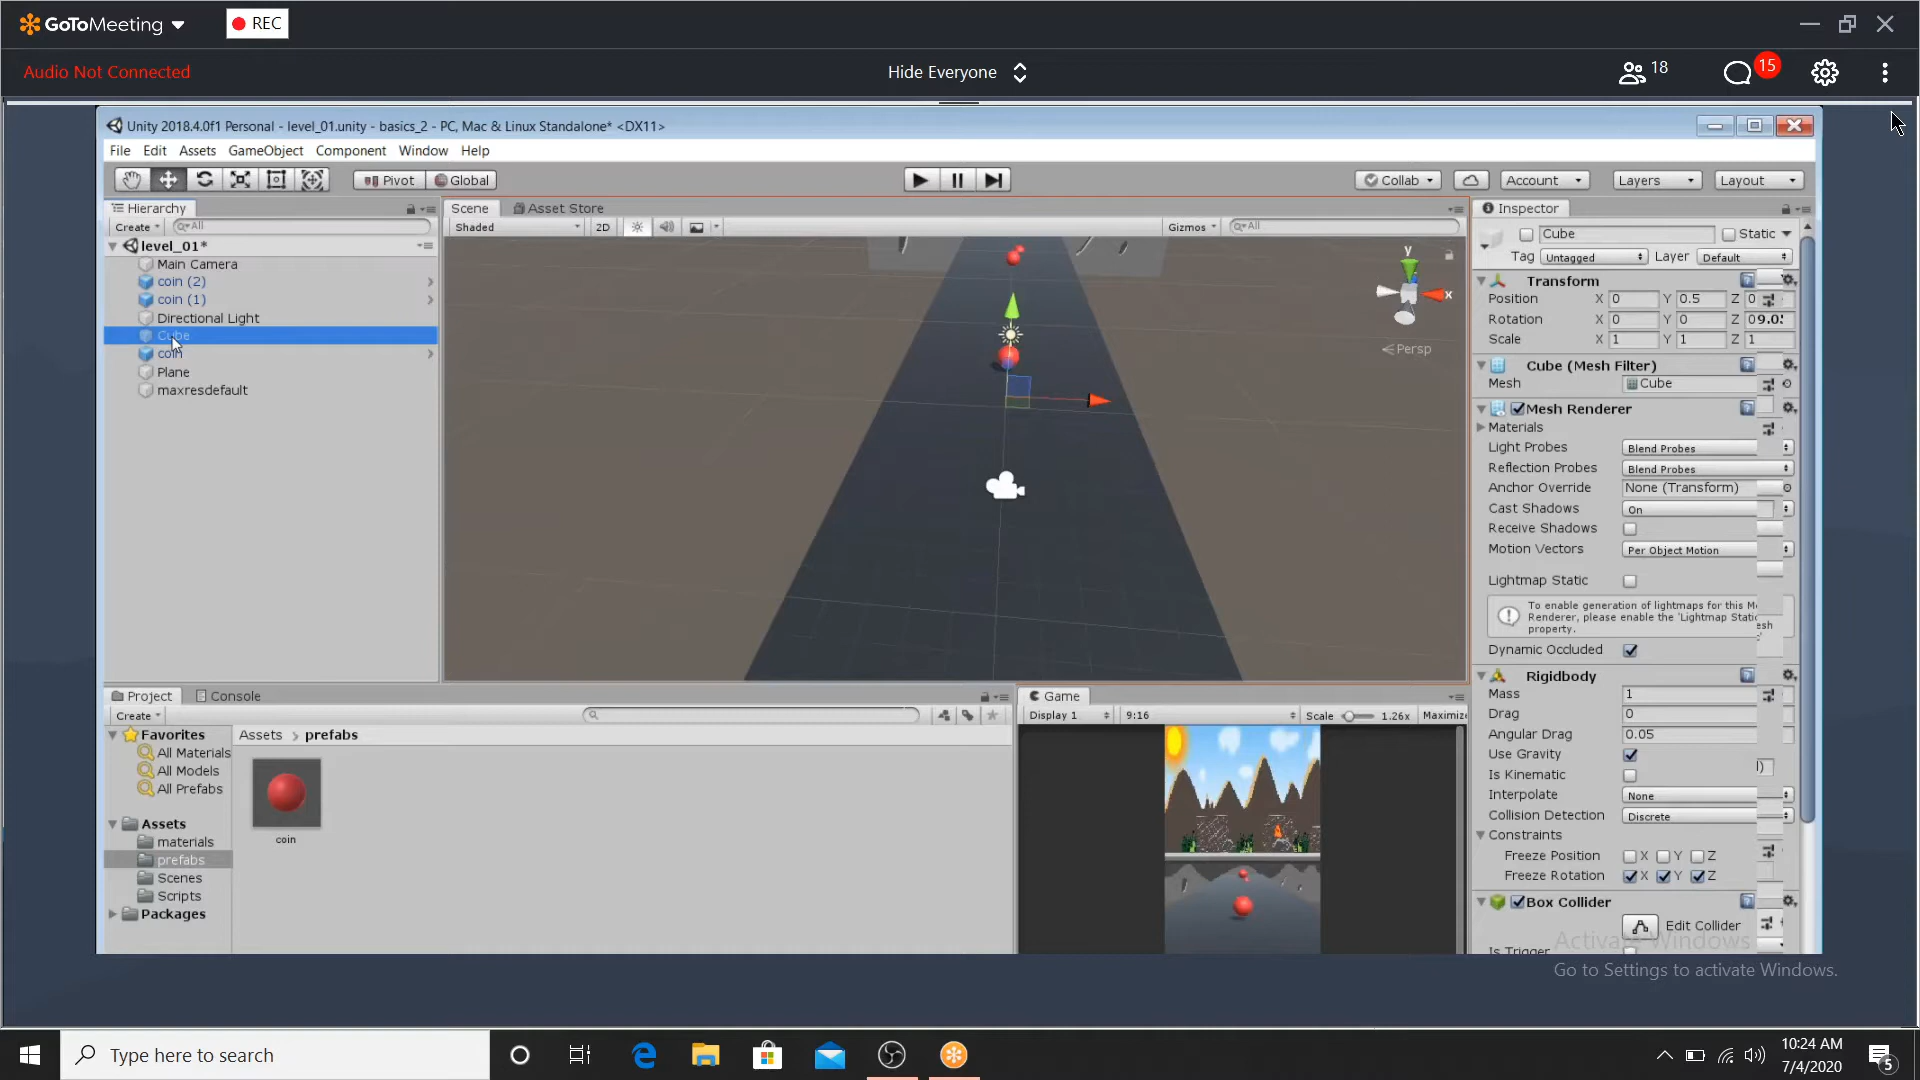 GoToMeeting
REC
Audio Not Connected
Hide Everyone
18
15
Unity 2018.4.0f1 Personal - level_01.unity - basics_2 - PC, Mac & Linux Standalone* <DX11>
File Edit Assets GameObject Component Window Help
Pivot Global
Collab Account Layers Layout
Hierarchy
Create All
level_01*
Main Camera
coin (2)
coin (1)
Directional Light
Cube
coin
Plane
maxresdefault
Scene Asset Store
Shaded 2D Gizmos All
y
x
Persp
Inspector
Cube Static
Tag Untagged Layer Default
Transform
Position X 0 Y 0.5 Z 0
Rotation X 0 Y 0 Z 0
Scale X 1 Y 1 Z 1
Cube (Mesh Filter)
Mesh Cube
Mesh Renderer
Materials
Light Probes Blend Probes
Reflection Probes Blend Probes
Anchor Override None (Transform)
Cast Shadows On
Receive Shadows
Motion Vectors Per Object Motion
Lightmap Static
To enable generation of lightmaps for this
Renderer, please enable the 'Lightmap
property.
Dynamic Occluded
Rigidbody
Mass 1
Drag 0
Angular Drag 0.05
Use Gravity
Is Kinematic
Interpolate None
Collision Detection Discrete
Constraints
Freeze Position X Y Z
Freeze Rotation X Y Z
Box Collider
Edit Collider
Is Trigger
Project Console
Create
Favorites
All Materials
All Models
All Prefabs
Assets
materials
prefabs
Scenes
Scripts
Packages
Assets > prefabs
coin
Game
Display 1 9:16 Scale 1.26x
Activate Windows
Go to Settings to activate Windows.
Type here to search
10:24 AM
7/4/2020
5